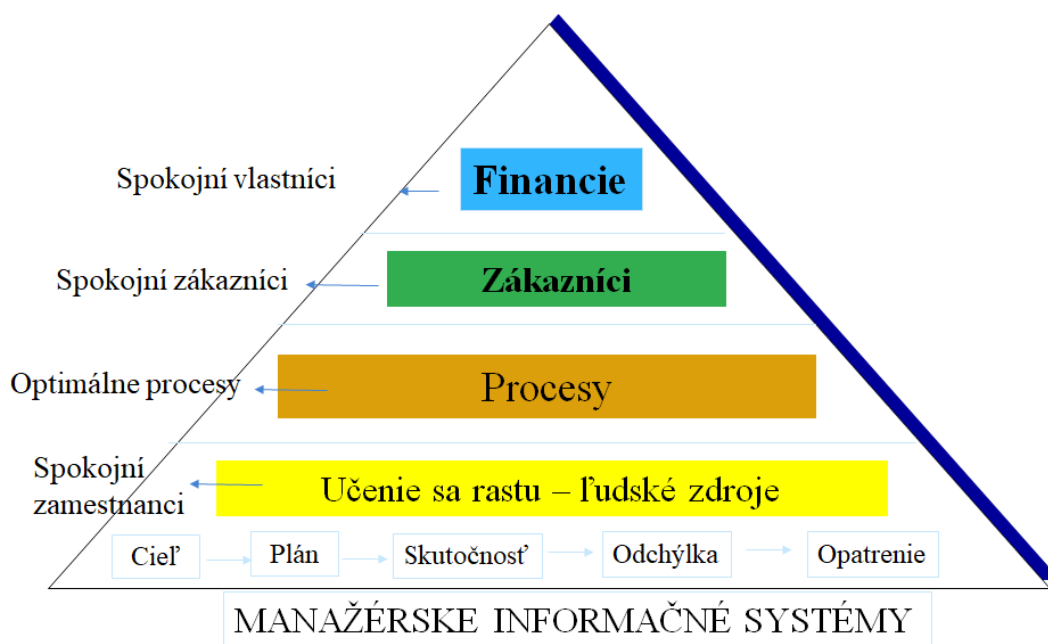 Spokojní vlastníci
Financie
Spokojní zákazníci
Zákazníci
Optimálne procesy
Procesy
Spokojní
zamestnanci
Učenie sa rastu – ľudské zdroje
Cieľ
Plán
Skutočnosť
Odchýlka
Opatrenie
MANAŽÉRSKE INFORMAČNÉ SYSTÉMY